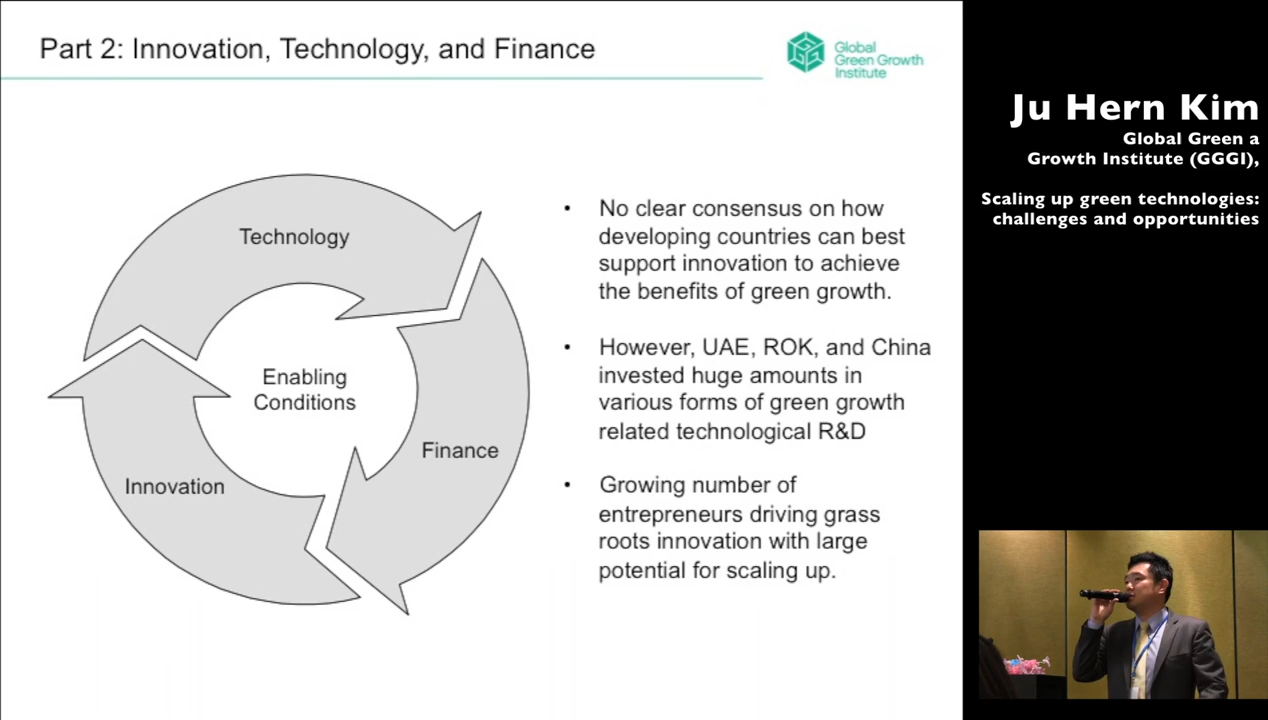 Part 2: Innovation, Technology, and Finance
Global
Green Growth
Institute
Technology
Enabling
Conditions
Finance
Innovation
• No clear consensus on how
developing countries can best
support innovation to achieve
the benefits of green growth.
• However, UAE, ROK, and China
invested huge amounts in
various forms of green growth
related technological R&D
• Growing number of
entrepreneurs driving grass
roots innovation with large
potential for scaling up.
Ju Hern Kim
Global Green a
Growth Institute (GGGI),
Scaling up green technologies:
challenges and opportunities